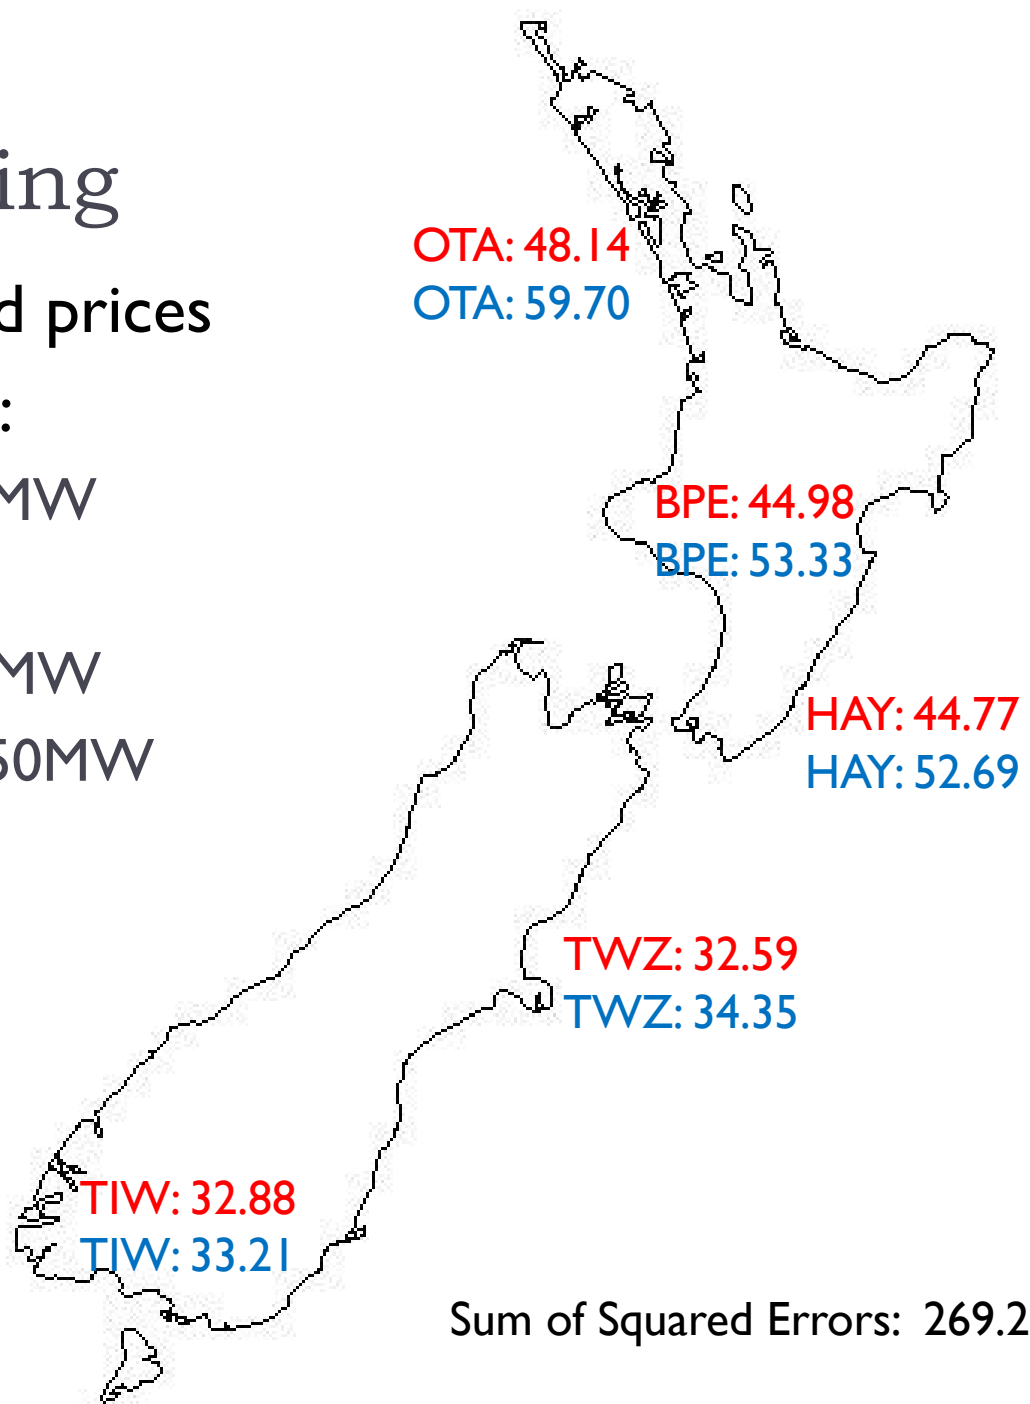 ing
d prices
:
MW
MW
50MW
OTA: 48.14
OTA: 59.70
BPE: 44.98
BPE: 53.33
HAY: 44.77
HAY: 52.69
TWZ: 32.59
TWZ: 34.35
TIW: 32.88
TIW: 33.21
Sum of Squared Errors: 269.2